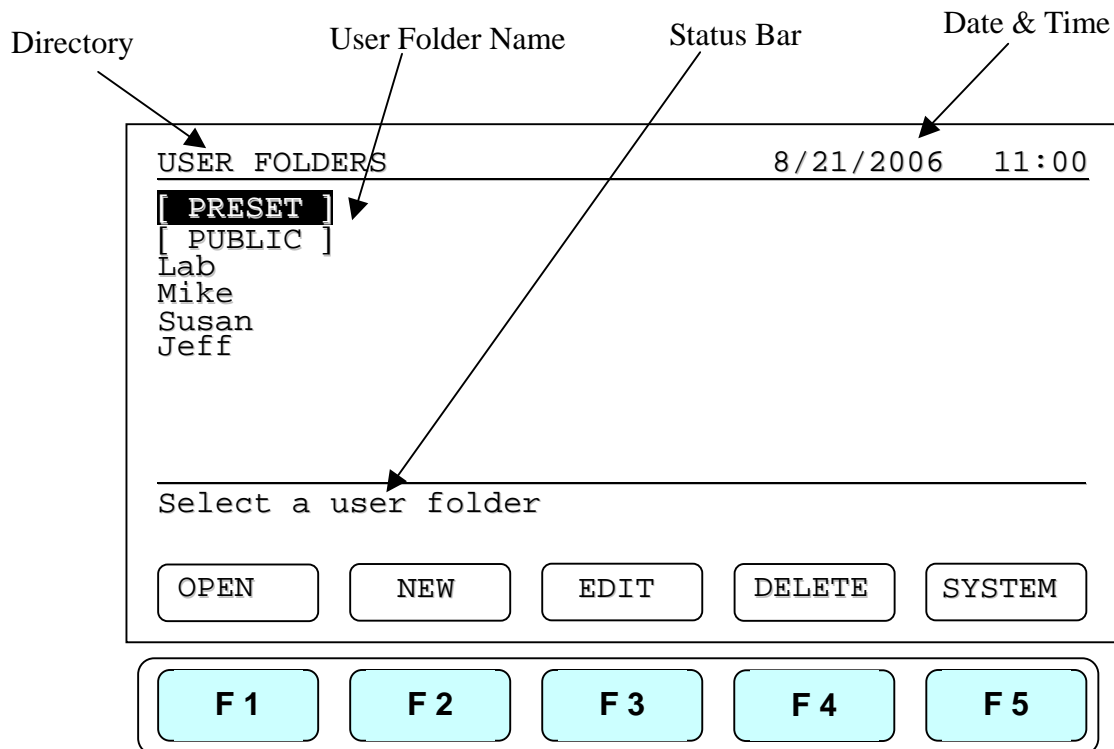 Directory
User Folder Name
Status Bar
Date & Time
USER FOLDERS 8/21/2006 11:00
[ PRESET ]
[ PUBLIC ]
Lab
Mike
Susan
Jeff
Select a user folder
OPEN NEW EDIT DELETE SYSTEM
F 1 F 2 F 3 F 4 F 5